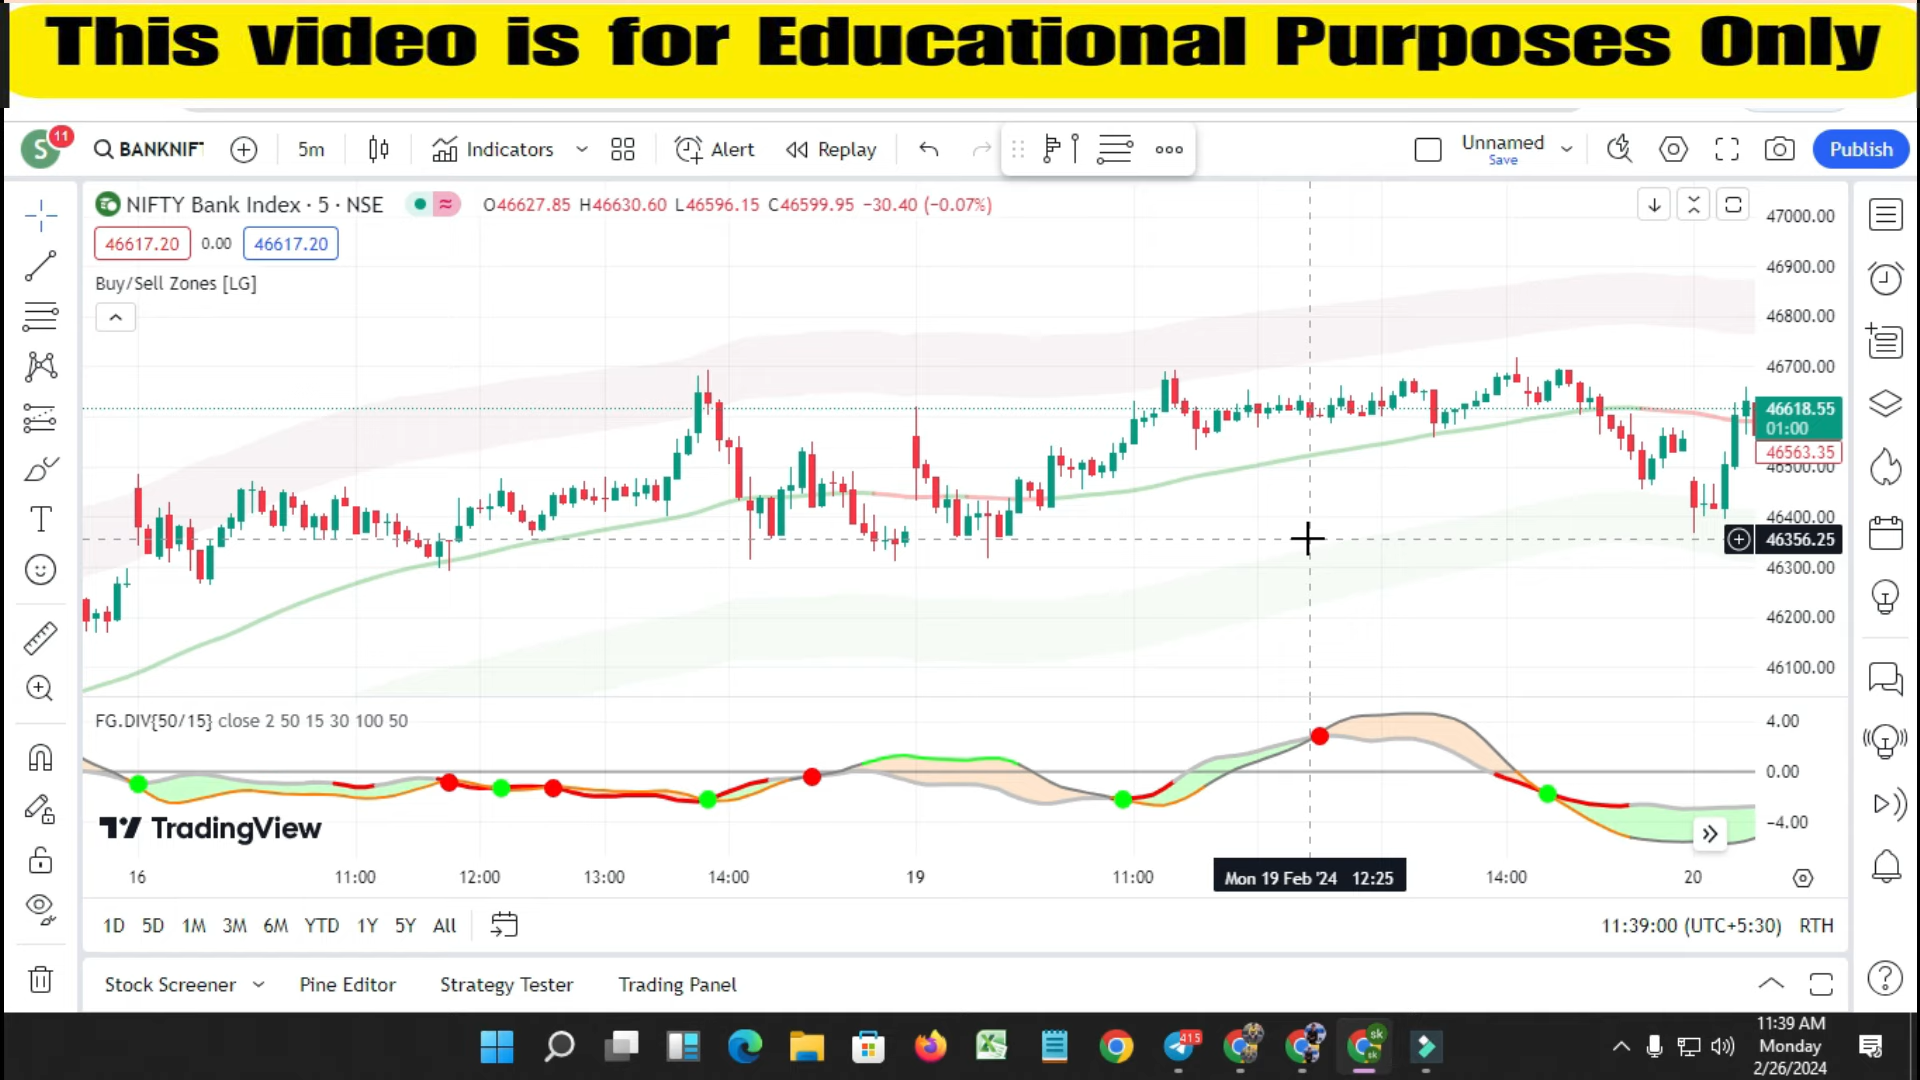 This video is for Educational Purposes Only
S
11
BANKNIFT
5m
Indicators
Alert
Replay
Unnamed
Save
Publish
NIFTY Bank Index · 5 · NSE
O46627.85 H46630.60 L46596.15 C46599.95 −30.40 (−0.07%)
46617.20 0.00 46617.20
Buy/Sell Zones [LG]
47000.00
46900.00
46800.00
46700.00
46618.55
01:00
46563.35
46500.00
46400.00
46356.25
46300.00
46200.00
46100.00
FG.DIV{50/15} close 2 50 15 30 100 50
4.00
0.00
−4.00
TradingView
16 11:00 12:00 13:00 14:00 19 11:00 Mon 19 Feb '24 12:25 14:00 20
1D 5D 1M 3M 6M YTD 1Y 5Y All
11:39:00 (UTC+5:30) RTH
Stock Screener Pine Editor Strategy Tester Trading Panel
415
sk
sk
11:39 AM
Monday
2/26/2024